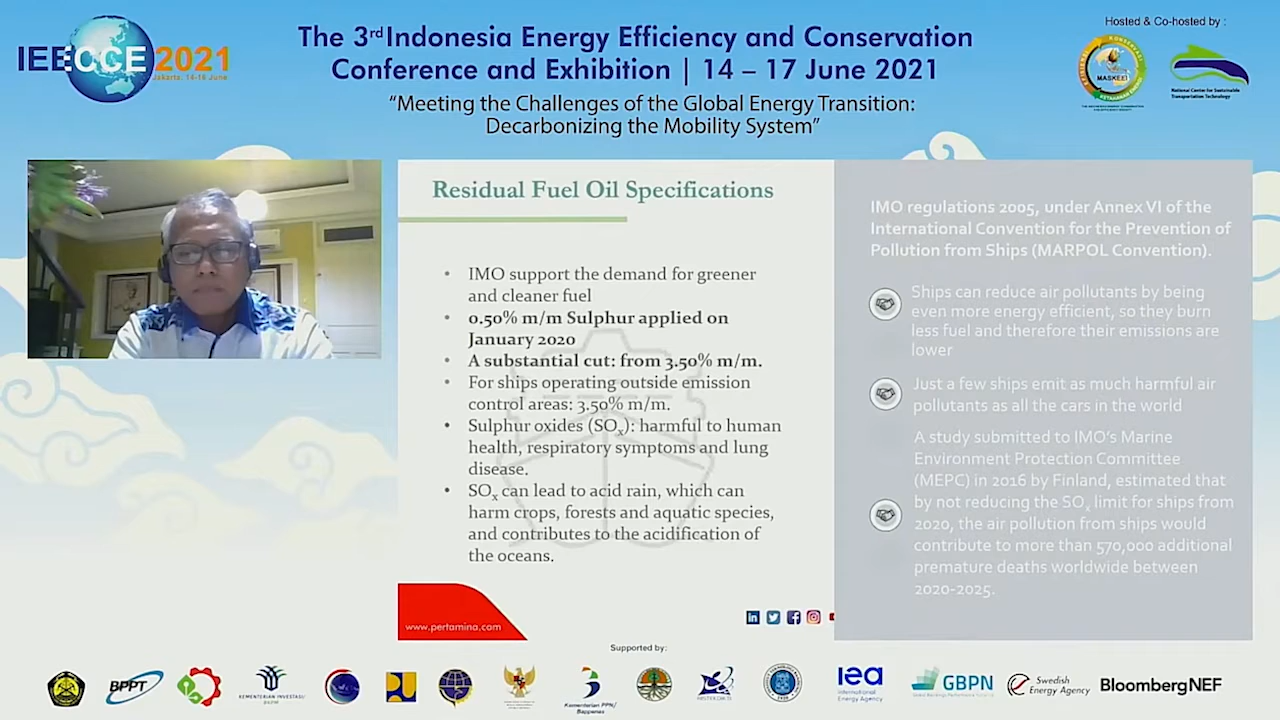 IEECCE 2021
Jakarta, 14-16 June
The 3rd Indonesia Energy Efficiency and Conservation
Conference and Exhibition | 14 – 17 June 2021
“Meeting the Challenges of the Global Energy Transition:
Decarbonizing the Mobility System”
Hosted & Co-hosted by :
MASKEEI
National Center for Sustainable
Transportation Technology
Residual Fuel Oil Specifications
• IMO support the demand for greener
and cleaner fuel
• 0.50% m/m Sulphur applied on
January 2020
• A substantial cut: from 3.50% m/m.
• For ships operating outside emission
control areas: 3.50% m/m.
• Sulphur oxides (SOx): harmful to human
health, respiratory symptoms and lung
disease.
• SOx can lead to acid rain, which can
harm crops, forests and aquatic species,
and contributes to the acidification of
the oceans.
www.pertamina.com
IMO regulations 2005, under Annex VI of the
International Convention for the Prevention of
Pollution from Ships (MARPOL Convention).
Ships can reduce air pollutants by being
even more energy efficient, so they burn
less fuel and therefore their emissions are
lower
Just a few ships emit as much harmful air
pollutants as all the cars in the world
A study submitted to IMO’s Marine
Environment Protection Committee
(MEPC) in 2016 by Finland, estimated that
by not reducing the SOx limit for ships from
2020, the air pollution from ships would
contribute to more than 570,000 additional
premature deaths worldwide between
2020-2025.
Supported by:
BPPT
KEMENTERIAN INVESTASI/
BKPM
Kementerian PPN/
Bappenas
iea
International
Energy Agency
GBPN
Swedish
Energy Agency
BloombergNEF